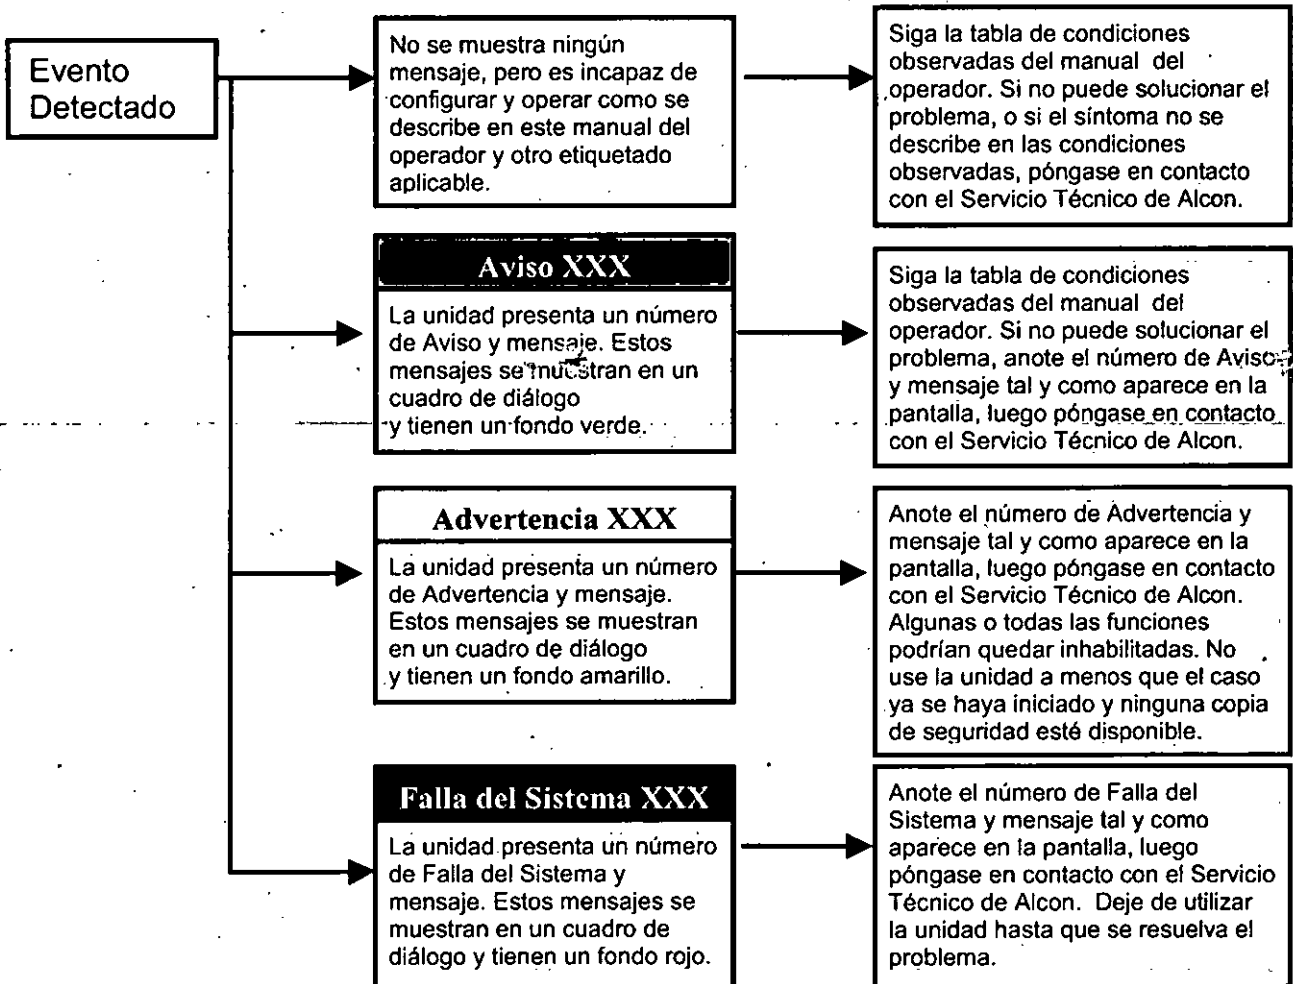 Evento
Detectado
No se muestra ningún
mensaje, pero es incapaz de
configurar y operar como se
describe en este manual del
operador y otro etiquetado
aplicable.
Siga la tabla de condiciones
observadas del manual del
operador. Si no puede solucionar el
problema, o si el síntoma no se
describe en las condiciones
observadas, póngase en contacto
con el Servicio Técnico de Alcon.
Aviso XXX
La unidad presenta un número
de Aviso y mensaje. Estos
mensajes se muestran en un
cuadro de diálogo
y tienen un fondo verde.
Siga la tabla de condiciones
observadas del manual del
operador. Si no puede solucionar el
problema, anote el número de Aviso
y mensaje tal y como aparece en la
pantalla, luego póngase en contacto
con el Servicio Técnico de Alcon.
Advertencia XXX
La unidad presenta un número
de Advertencia y mensaje.
Estos mensajes se muestran
en un cuadro de diálogo
y tienen un fondo amarillo.
Anote el número de Advertencia y
mensaje tal y como aparece en la
pantalla, luego póngase en contacto
con el Servicio Técnico de Alcon.
Algunas o todas las funciones
podrían quedar inhabilitadas. No
use la unidad a menos que el caso
ya se haya iniciado y ninguna copia
de seguridad esté disponible.
Falla del Sistema XXX
La unidad presenta un número
de Falla del Sistema y
mensaje. Estos mensajes se
muestran en un cuadro de
diálogo y tienen un fondo rojo.
Anote el número de Falla del
Sistema y mensaje tal y como
aparece en la pantalla, luego
póngase en contacto con el Servicio
Técnico de Alcon. Deje de utilizar
la unidad hasta que se resuelva el
problema.